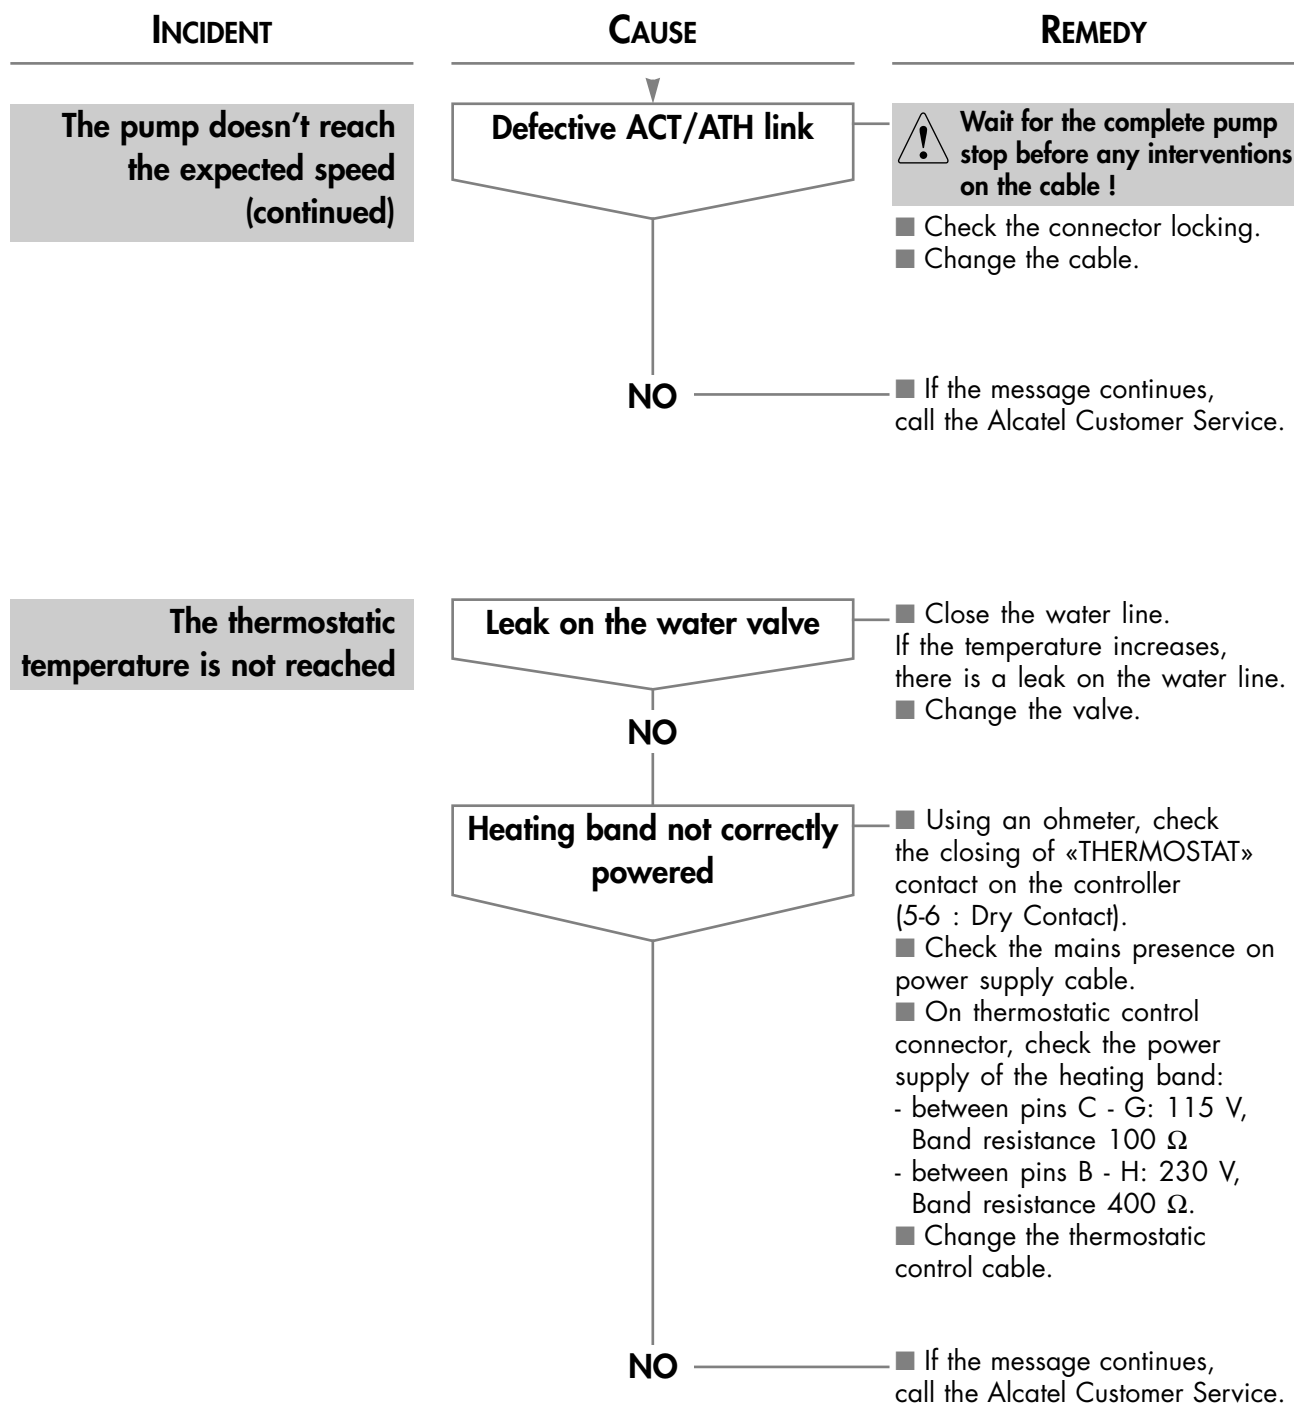 INCIDENT
CAUSE
REMEDY
The pump doesn't reach
the expected speed
(continued)
Defective ACT/ATH link
! Wait for the complete pump
stop before any interventions
on the cable !
■ Check the connector locking.
■ Change the cable.
NO
■ If the message continues,
call the Alcatel Customer Service.
The thermostatic
temperature is not reached
Leak on the water valve
■ Close the water line.
If the temperature increases,
there is a leak on the water line.
■ Change the valve.
NO
Heating band not correctly
powered
■ Using an ohmeter, check
the closing of «THERMOSTAT»
contact on the controller
(5-6 : Dry Contact).
■ Check the mains presence on
power supply cable.
■ On thermostatic control
connector, check the power
supply of the heating band:
- between pins C - G: 115 V,
Band resistance 100 Ω
- between pins B - H: 230 V,
Band resistance 400 Ω.
■ Change the thermostatic
control cable.
NO
■ If the message continues,
call the Alcatel Customer Service.